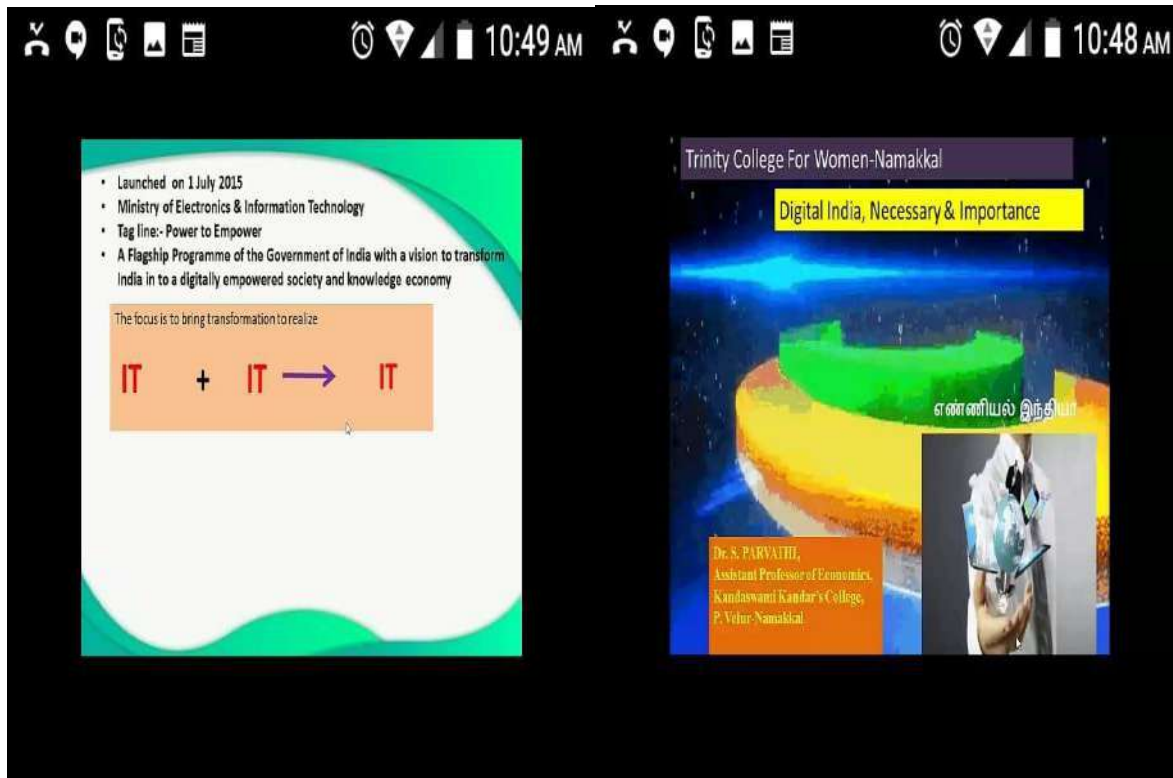 10:49 AM
• Launched on 1 July 2015
• Ministry of Electronics & Information Technology
• Tag line:- Power to Empower
• A Flagship Programme of the Government of India with a vision to transform
India in to a digitally empowered society and knowledge economy
The focus is to bring transformation to realize
IT + IT → IT
10:48 AM
Trinity College For Women-Namakkal
Digital India, Necessary & Importance
எண்ணியல் இந்தியா
Dr. S. PARVATHI,
Assistant Professor of Economics,
Kandaswami Kandar's College,
P. Velur-Namakkal